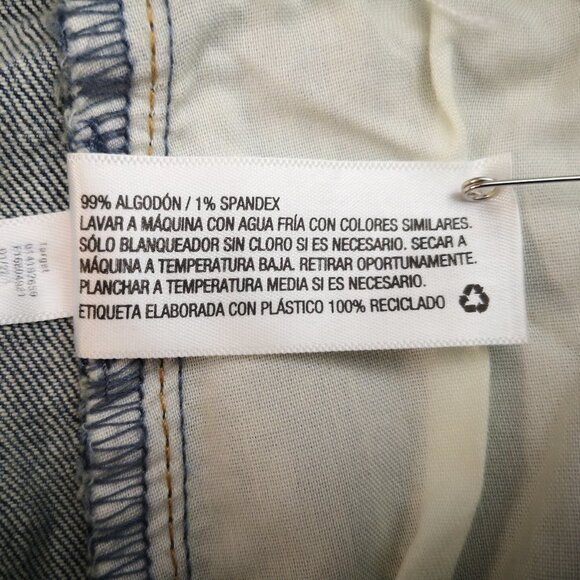 99% ALGODÓN / 1% SPANDEX
LAVAR A MÁQUINA CON AGUA FRÍA CON COLORES SIMILARES.
SÓLO BLANQUEADOR SIN CLORO SI ES NECESARIO. SECAR A
MÁQUINA A TEMPERATURA BAJA. RETIRAR OPORTUNAMENTE.
PLANCHAR A TEMPERATURA MEDIA SI ES NECESARIO.
ETIQUETA ELABORADA CON PLÁSTICO 100% RECICLADO
Target